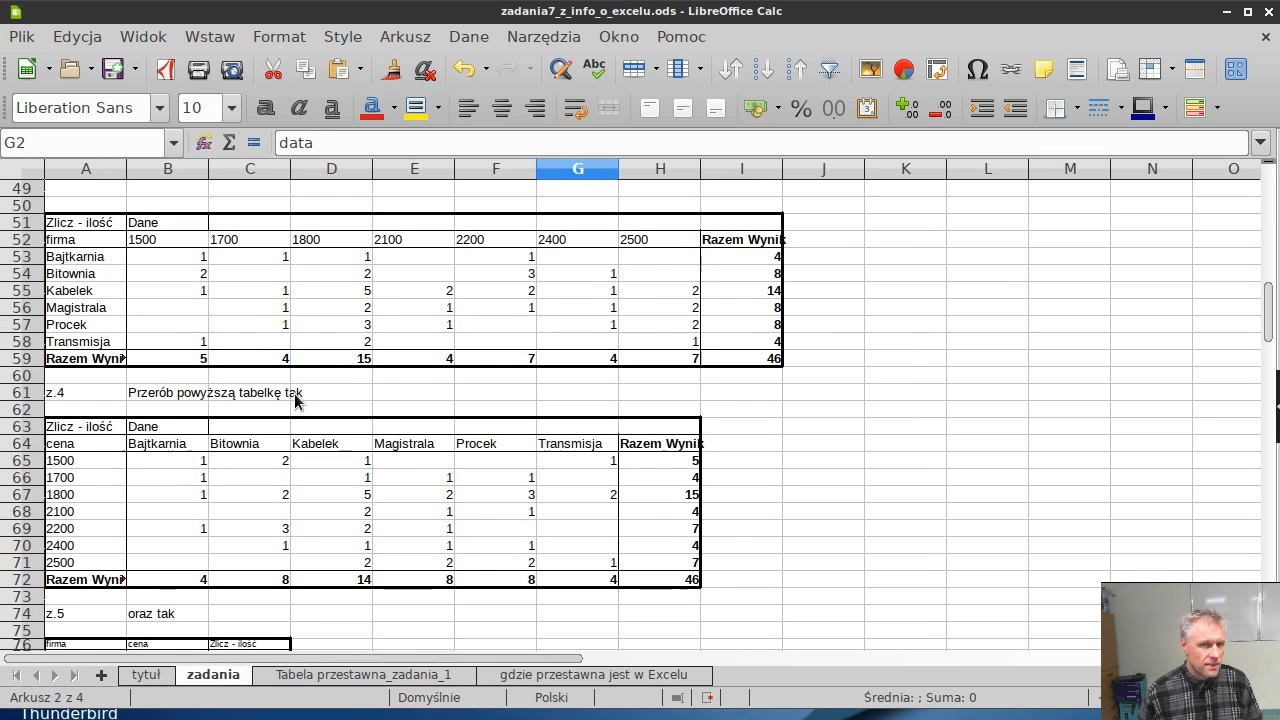 zadania7_z_info_o_excelu.ods - LibreOffice Calc
Plik Edycja Widok Wstaw Format Style Arkusz Dane Narzędzia Okno Pomoc
Liberation Sans 10
G2 data
A B C D E F G H I J K L M N O
49
50
51 Zlicz - ilość Dane
52 firma 1500 1700 1800 2100 2200 2400 2500 Razem Wynik
53 Bajtkarnia 1 1 1 1 4
54 Bitownia 2 2 3 1 8
55 Kabelek 1 1 5 2 2 1 2 14
56 Magistrala 1 2 1 1 1 2 8
57 Procek 1 3 1 1 2 8
58 Transmisja 1 2 1 4
59 Razem Wyni 5 4 15 4 7 4 7 46
60
61 z.4 Przerób powyższą tabelkę tak
62
63 Zlicz - ilość Dane
64 cena Bajtkarnia Bitownia Kabelek Magistrala Procek Transmisja Razem Wynik
65 1500 1 2 1 1 5
66 1700 1 1 1 1 4
67 1800 1 2 5 2 3 2 15
68 2100 2 1 1 4
69 2200 1 3 2 1 7
70 2400 1 1 1 1 4
71 2500 2 2 2 1 7
72 Razem Wyni 4 8 14 8 8 4 46
73
74 z.5 oraz tak
75
76 firma cena Zlicz - ilość
tytuł zadania Tabela przestawna_zadania_1 gdzie przestawna jest w Excelu
Arkusz 2 z 4 Domyślnie Polski Średnia: ; Suma: 0
Thunderbird